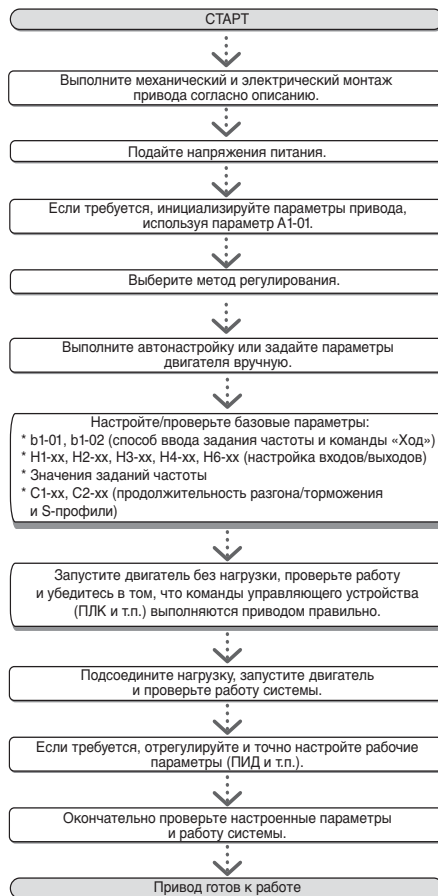 СТАРТ
Выполните механический и электрический монтаж
привода согласно описанию.
Подайте напряжения питания.
Если требуется, инициализируйте параметры привода,
используя параметр A1-01.
Выберите метод регулирования.
Выполните автонастройку или задайте параметры
двигателя вручную.
Настройте/проверьте базовые параметры:
* b1-01, b1-02 (способ ввода задания частоты и команды «Ход»)
* H1-xx, H2-xx, H3-xx, H4-xx, H6-xx (настройка входов/выходов)
* Значения заданий частоты
* C1-xx, C2-xx (продолжительность разгона/торможения
и S-профили)
Запустите двигатель без нагрузки, проверьте работу
и убедитесь в том, что команды управляющего устройства
(ПЛК и т.п.) выполняются приводом правильно.
Подсоедините нагрузку, запустите двигатель
и проверьте работу системы.
Если требуется, отрегулируйте и точно настройте рабочие
параметры (ПИД и т.п.).
Окончательно проверьте настроенные параметры
и работу системы.
Привод готов к работе